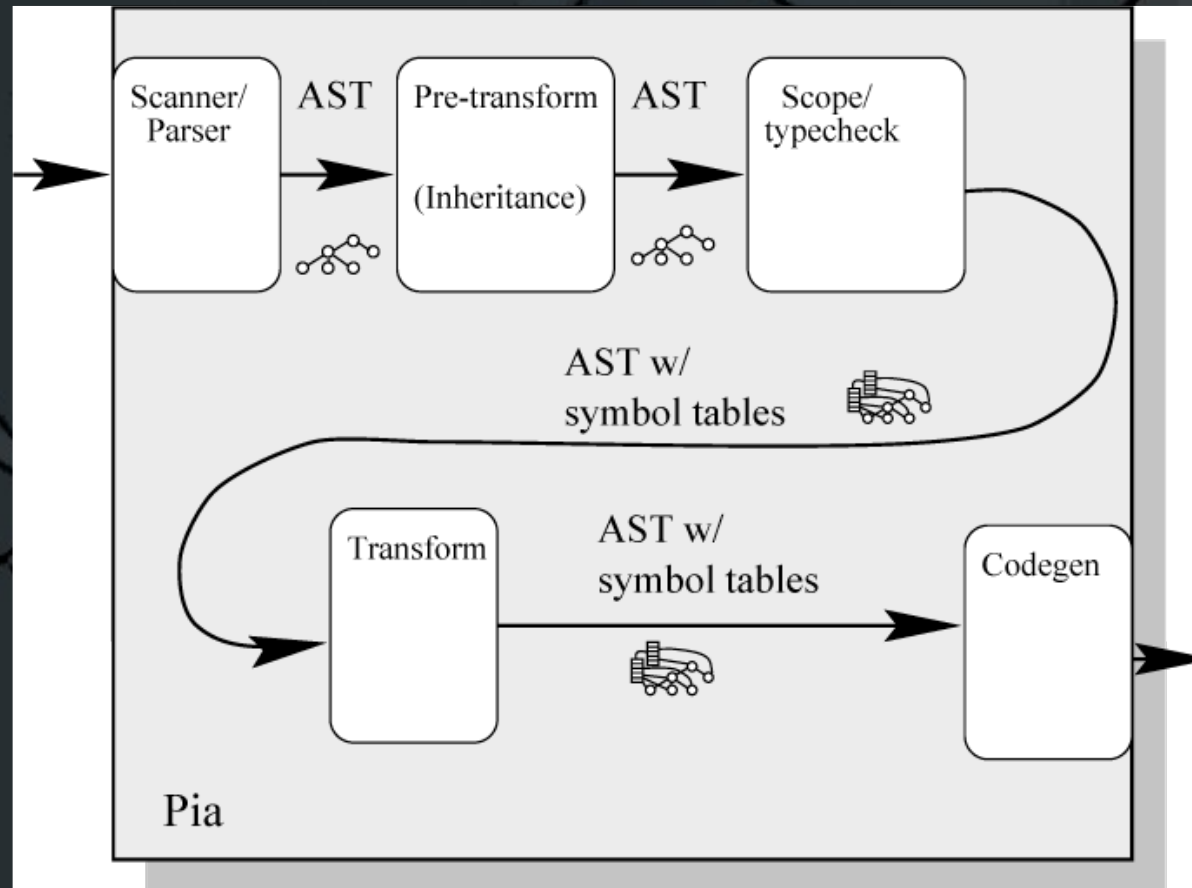 Scanner/
Parser
AST
Pre-transform
(Inheritance)
AST
Scope/
typecheck
AST w/
symbol tables
Transform
AST w/
symbol tables
Codegen
Pia